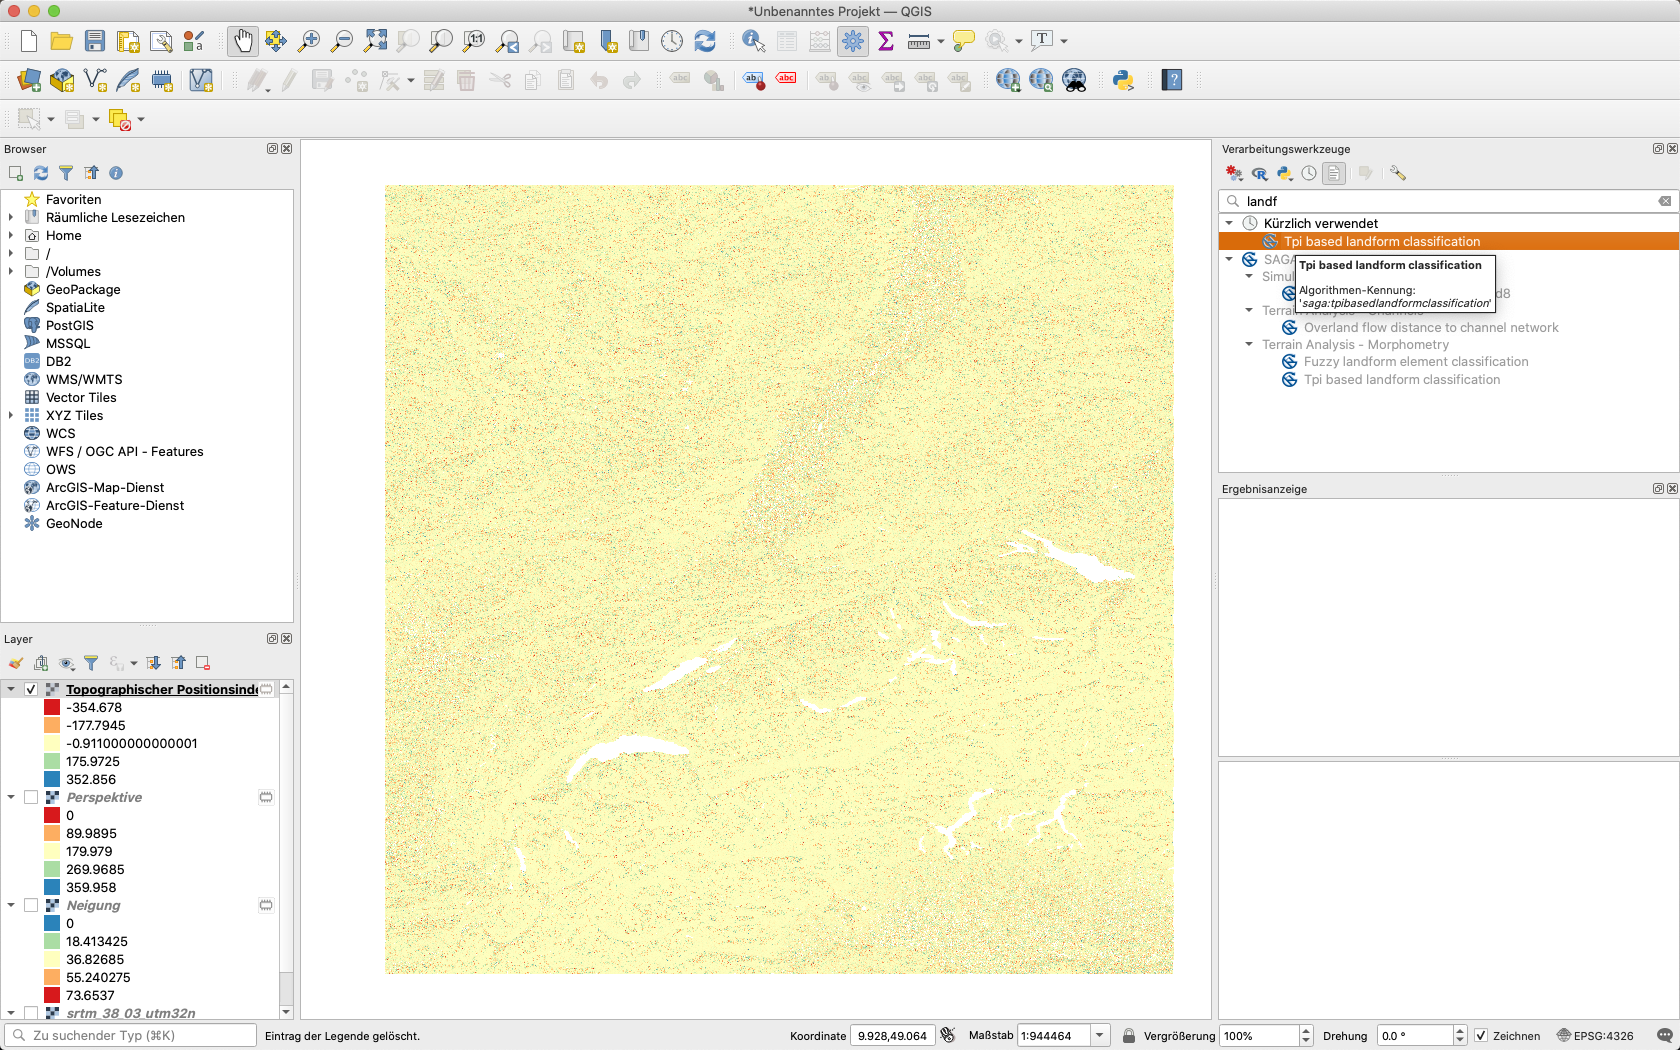 *Unbenanntes Projekt — QGIS
Browser
Favoriten
Räumliche Lesezeichen
Home
/
/Volumes
GeoPackage
SpatiaLite
PostGIS
MSSQL
DB2
WMS/WMTS
Vector Tiles
XYZ Tiles
WCS
WFS / OGC API - Features
OWS
ArcGIS-Map-Dienst
ArcGIS-Feature-Dienst
GeoNode
Layer
Topographischer Positionsinde
-354.678
-177.7945
-0.911000000000001
175.9725
352.856
Perspektive
0
89.9895
179.979
269.9685
359.958
Neigung
0
18.413425
36.82685
55.240275
73.6537
srtm_38_03_utm32n
Verarbeitungswerkzeuge
landf
Kürzlich verwendet
Tpi based landform classification
SAGA
Tpi based landform classification
Simul
Algorithmen-Kennung:
'saga:tpibasedlandformclassification'
d8
Terrain Analysis - Channels
Overland flow distance to channel network
Terrain Analysis - Morphometry
Fuzzy landform element classification
Tpi based landform classification
Ergebnisanzeige
Zu suchender Typ (⌘K)
Eintrag der Legende gelöscht.
Koordinate 9.928,49.064
Maßstab 1:944464
Vergrößerung 100%
Drehung 0.0 °
Zeichnen
EPSG:4326